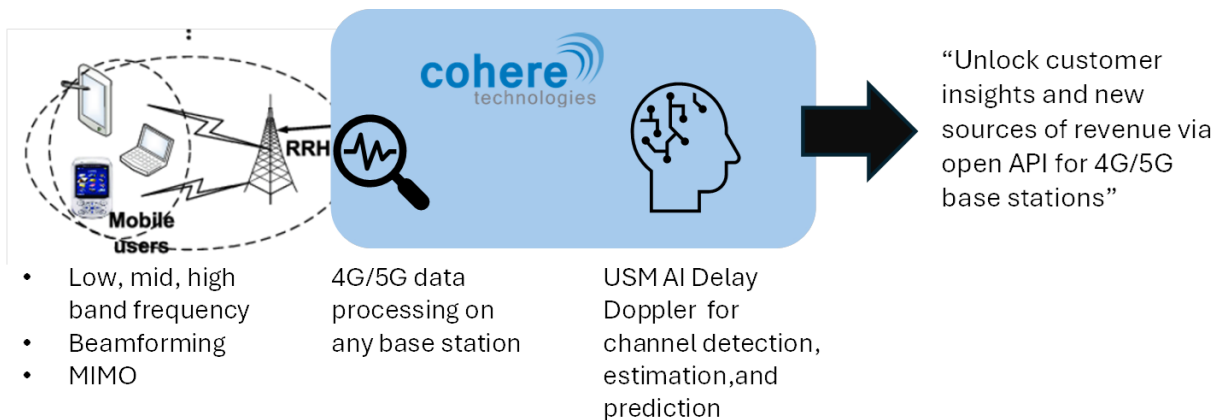 cohere
technologies
RRH
Mobile
users
“Unlock customer
insights and new
sources of revenue via
open API for 4G/5G
base stations”
• Low, mid, high
band frequency
• Beamforming
• MIMO
4G/5G data
processing on
any base station
USM AI Delay
Doppler for
channel detection,
estimation,and
prediction